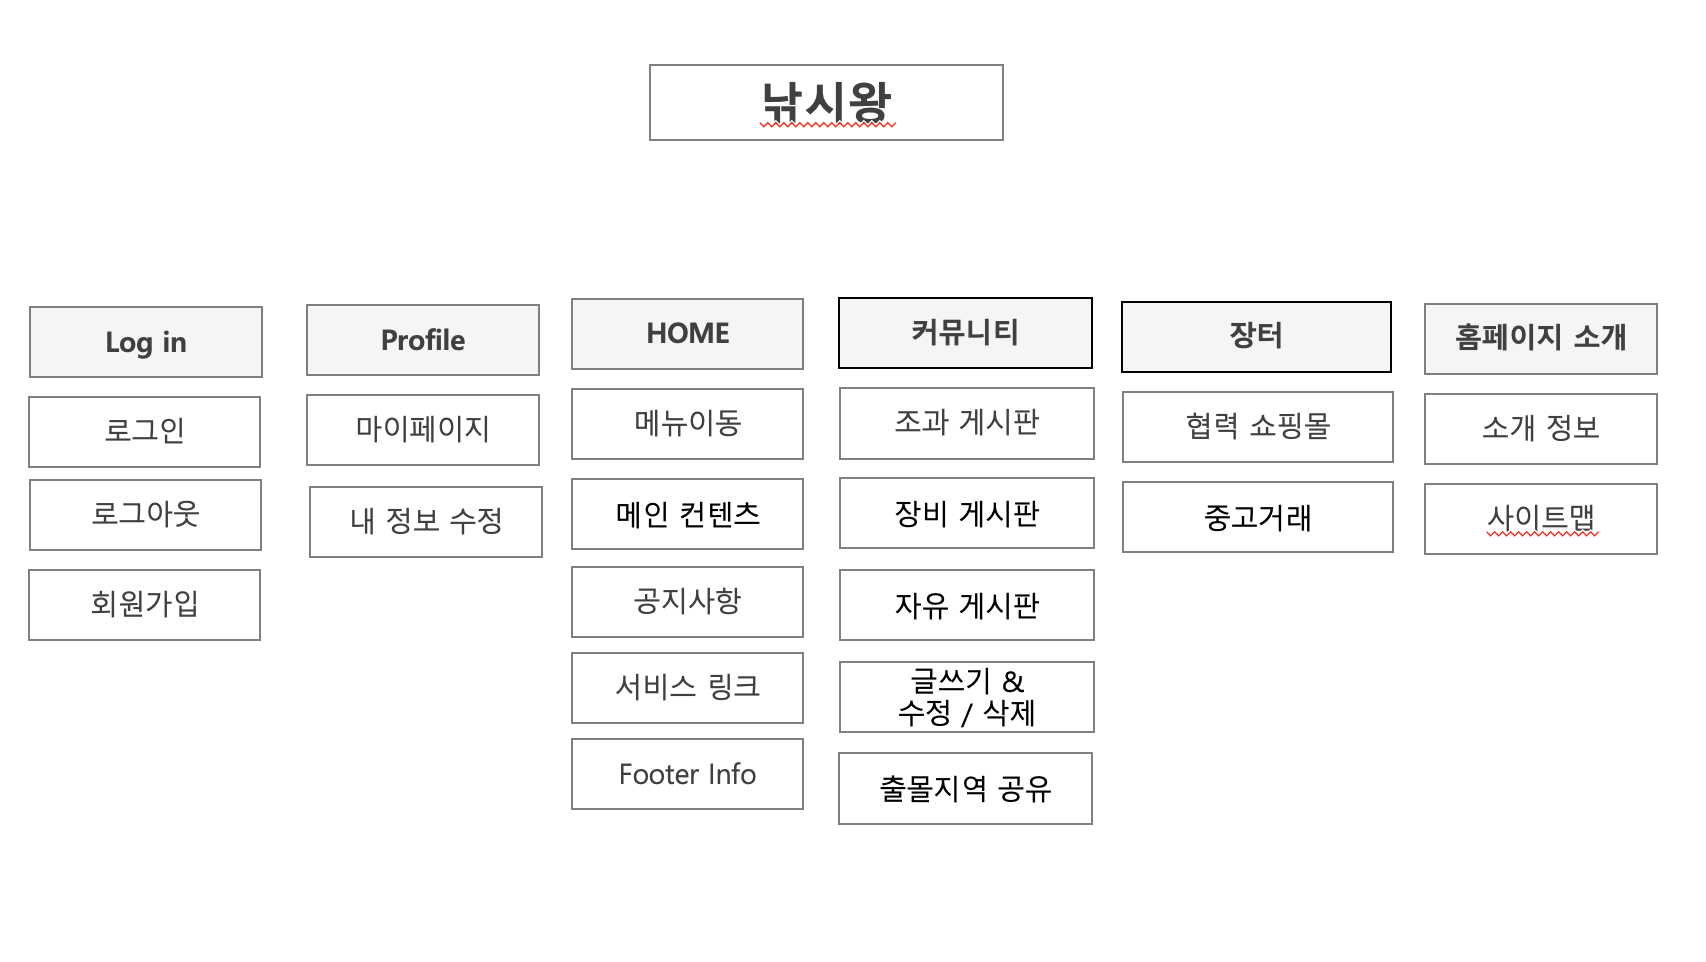 낚시왕
Log in
로그인
로그아웃
회원가입
Profile
마이페이지
내 정보 수정
HOME
메뉴이동
메인 컨텐츠
공지사항
서비스 링크
Footer Info
커뮤니티
조과 게시판
장비 게시판
자유 게시판
글쓰기 &
수정 / 삭제
출몰지역 공유
장터
협력 쇼핑몰
중고거래
홈페이지 소개
소개 정보
사이트맵